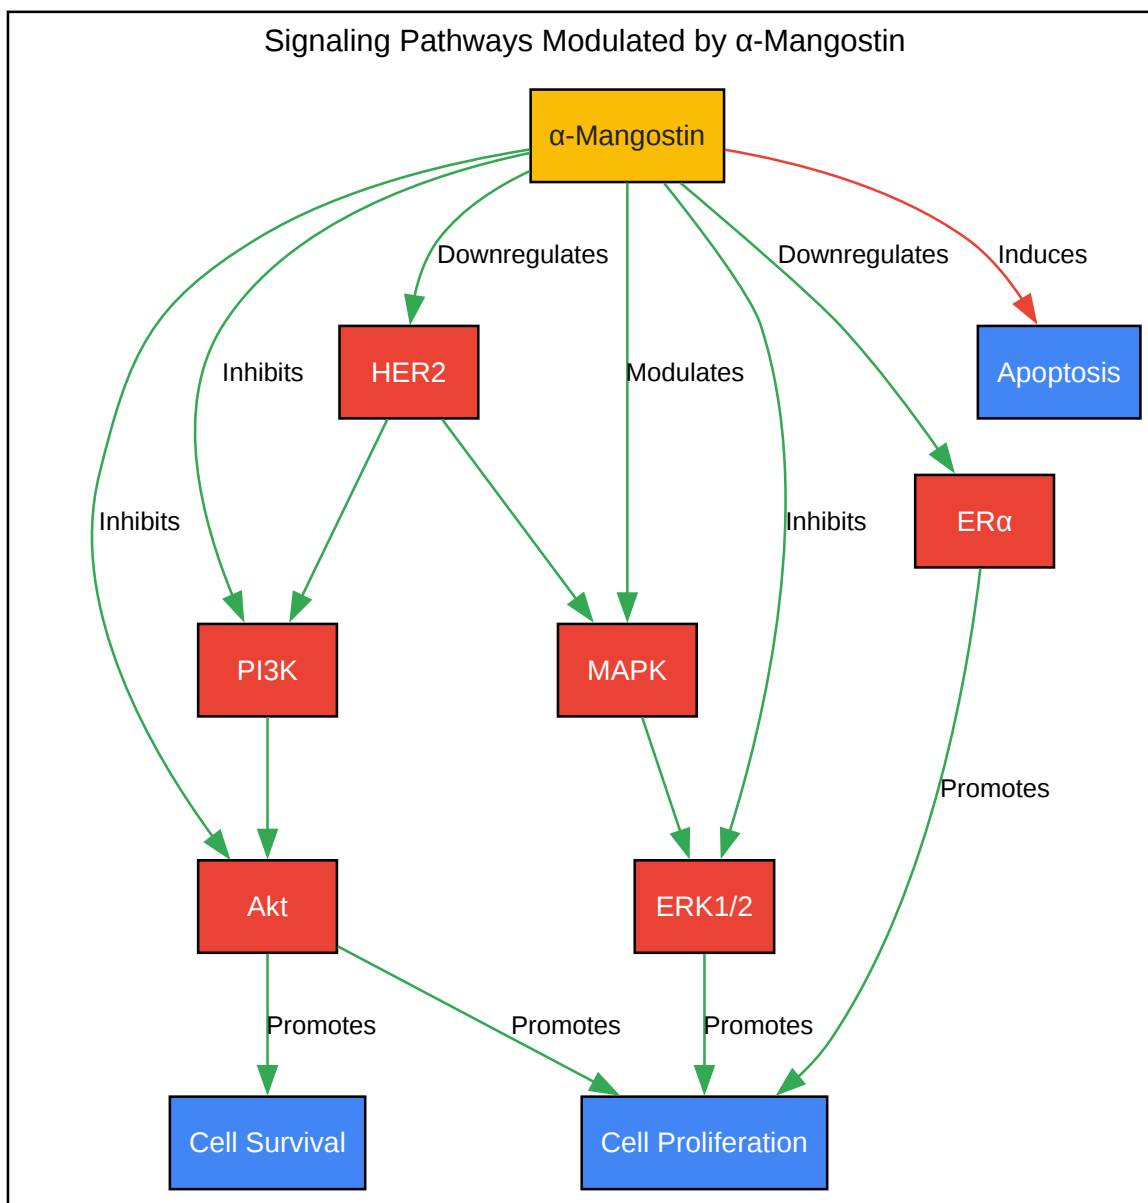 Signaling Pathways Modulated by α-Mangostin
α-Mangostin
Downregulates
Downregulates
Induces
Inhibits
HER2
Modulates
Apoptosis
Inhibits
Inhibits
ERα
PI3K
MAPK
Promotes
Akt
ERK1/2
Promotes
Promotes
Promotes
Cell Survival
Cell Proliferation